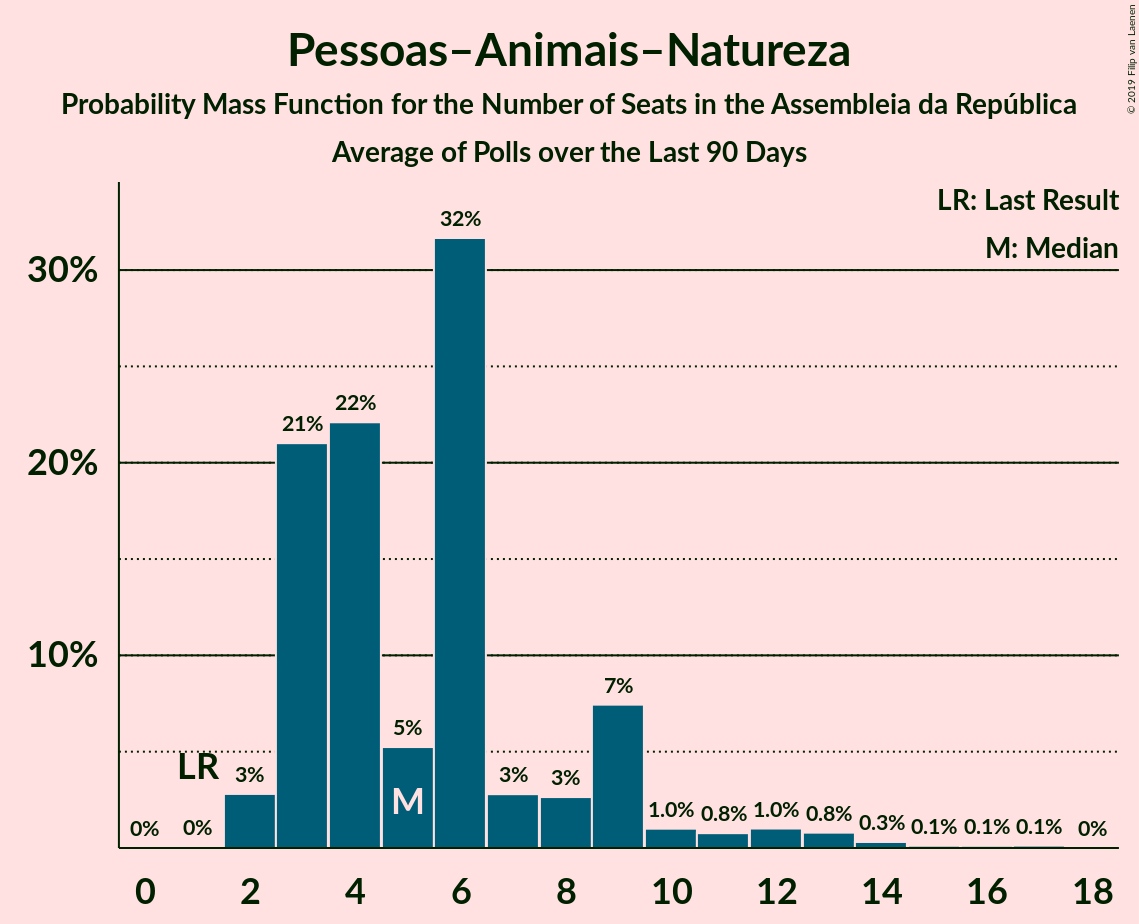 Pessoas–Animais–Natureza
Probability Mass Function for the Number of Seats in the Assembleia da República
Average of Polls over the Last 90 Days
© 2019 Filip van Laenen
LR: Last Result
M: Median
30%
20%
10%
0%
0%
3%
21%
22%
5%
32%
3%
3%
7%
1.0%
0.8%
1.0%
0.8%
0.3%
0.1%
0.1%
0.1%
0%
LR
M
0 2 4 6 8 10 12 14 16 18